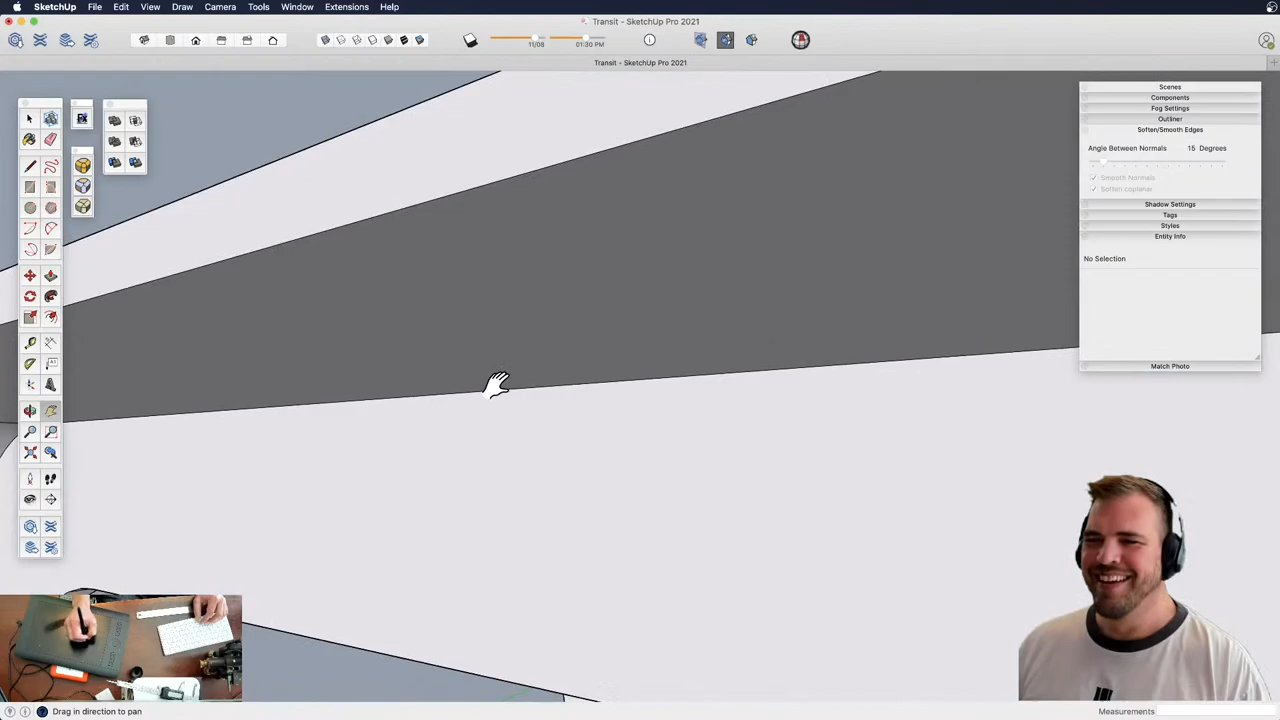 SketchUp File Edit View Camera Draw Tools Window Extensions Help
Transit - SketchUp Pro 2021
11/08 01:30 PM
Transit - SketchUp Pro 2021
Scenes
Components
Fog Settings
Outliner
Soften/Smooth Edges
Angle Between Normals 15 Degrees
Smooth Normals
Soften coplanar
Shadow Settings
Tags
Styles
Entity Info
No Selection
Match Photo
Drag in direction to pan
Measurements